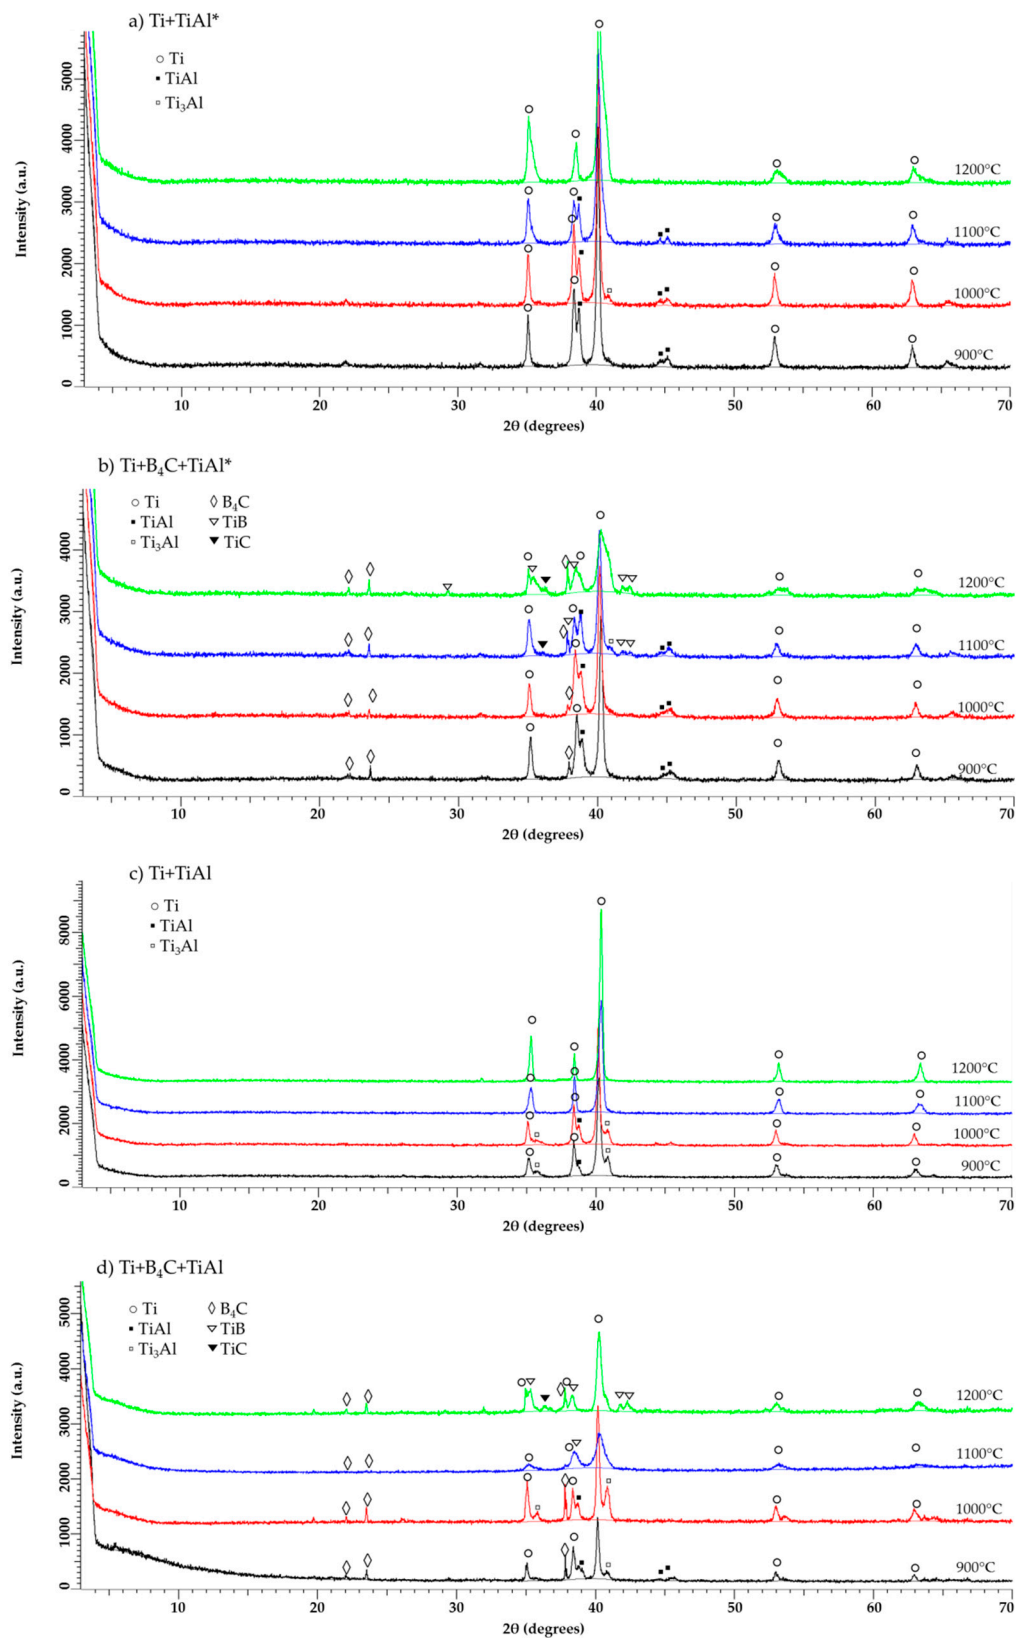 a) Ti+TiAl*
Ti
TiAl
Ti₃Al
Intensity (a.u.)
5000
4000
3000
2000
1000
0
1200°C
1100°C
1000°C
900°C
10 20 30 40 50 60 70
2θ (degrees)
b) Ti+B₄C+TiAl*
Ti B₄C
TiAl TiB
Ti₃Al TiC
Intensity (a.u.)
4000
3000
2000
1000
0
1200°C
1100°C
1000°C
900°C
10 20 30 40 50 60 70
2θ (degrees)
c) Ti+TiAl
Ti
TiAl
Ti₃Al
Intensity (a.u.)
8000
6000
4000
2000
0
1200°C
1100°C
1000°C
900°C
10 20 30 40 50 60 70
2θ (degrees)
d) Ti+B₄C+TiAl
Ti B₄C
TiAl TiB
Ti₃Al TiC
Intensity (a.u.)
5000
4000
3000
2000
1000
0
1200°C
1100°C
1000°C
900°C
10 20 30 40 50 60 70
2θ (degrees)